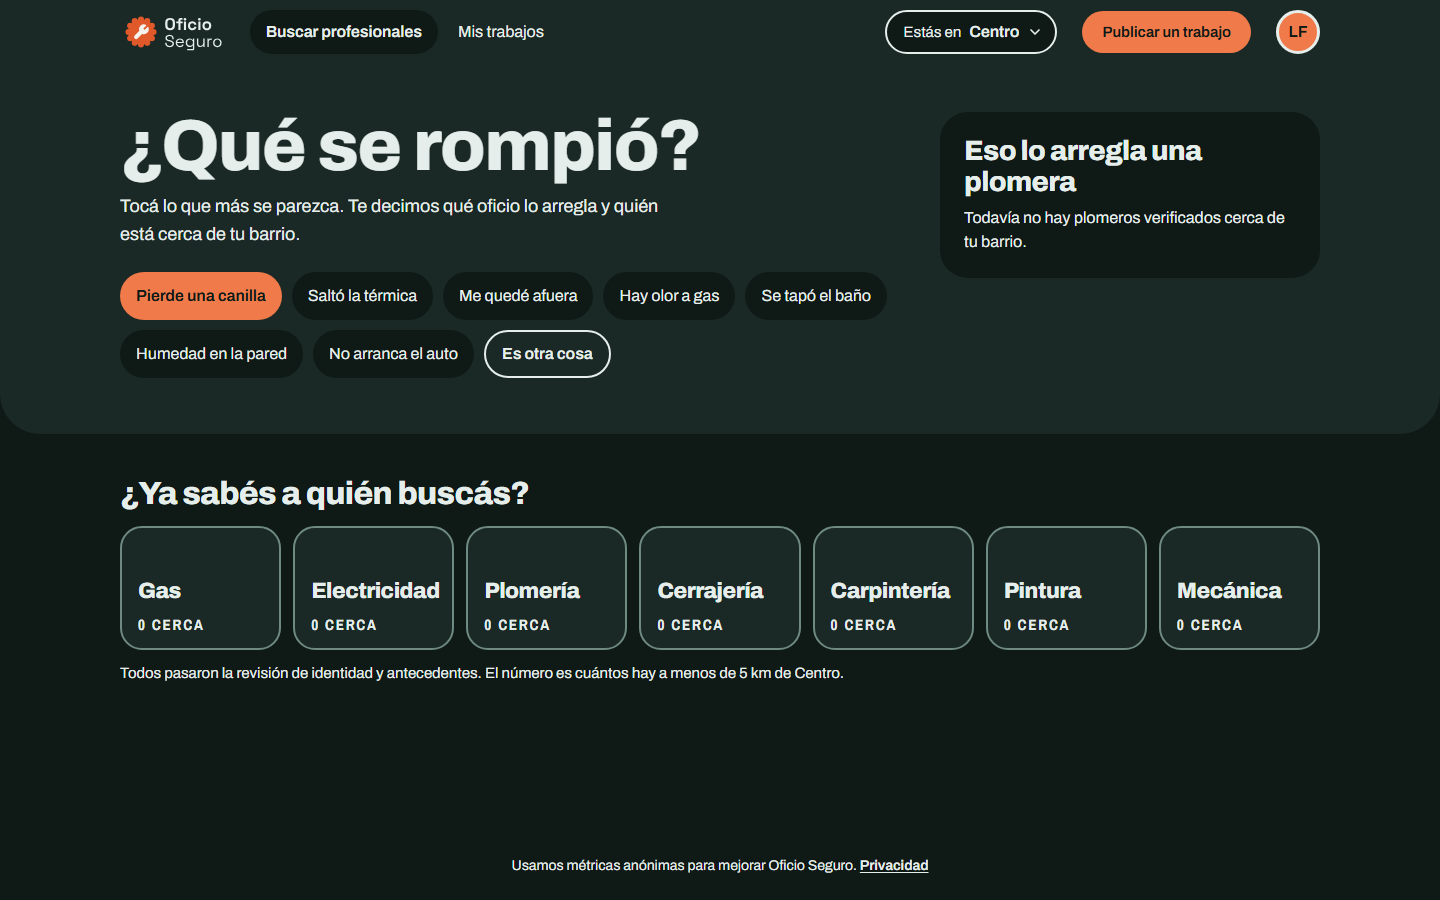 Oficio
Seguro
Buscar profesionales
Mis trabajos
Estás en Centro
Publicar un trabajo
LF
¿Qué se rompió?
Tocá lo que más se parezca. Te decimos qué oficio lo arregla y quién
está cerca de tu barrio.
Pierde una canilla
Saltó la térmica
Me quedé afuera
Hay olor a gas
Se tapó el baño
Humedad en la pared
No arranca el auto
Es otra cosa
Eso lo arregla una
plomera
Todavía no hay plomeros verificados cerca de
tu barrio.
¿Ya sabés a quién buscás?
Gas
0 CERCA
Electricidad
0 CERCA
Plomería
0 CERCA
Cerrajería
0 CERCA
Carpintería
0 CERCA
Pintura
0 CERCA
Mecánica
0 CERCA
Todos pasaron la revisión de identidad y antecedentes. El número es cuántos hay a menos de 5 km de Centro.
Usamos métricas anónimas para mejorar Oficio Seguro. Privacidad